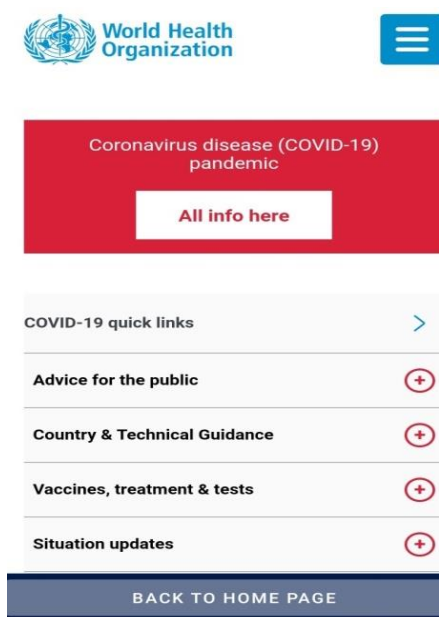 World Health
Organization
Coronavirus disease (COVID-19)
pandemic
All info here
COVID-19 quick links
Advice for the public
Country & Technical Guidance
Vaccines, treatment & tests
Situation updates
BACK TO HOME PAGE